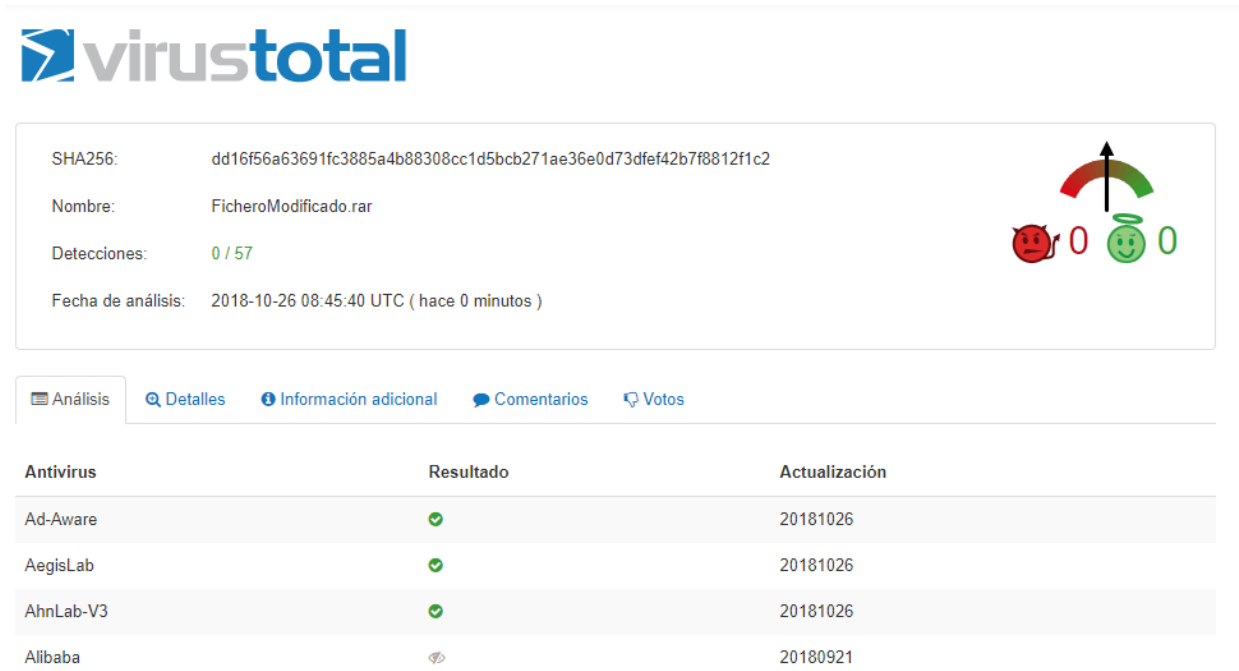 virustotal
SHA256: dd16f56a63691fc3885a4b88308cc1d5bcb271ae36e0d73dfef42b7f8812f1c2
Nombre: FicheroModificado.rar
Detecciones: 0 / 57
Fecha de análisis: 2018-10-26 08:45:40 UTC ( hace 0 minutos )
0 0
Análisis Detalles Información adicional Comentarios Votos
Antivirus Resultado Actualización
Ad-Aware 20181026
AegisLab 20181026
AhnLab-V3 20181026
Alibaba 20180921